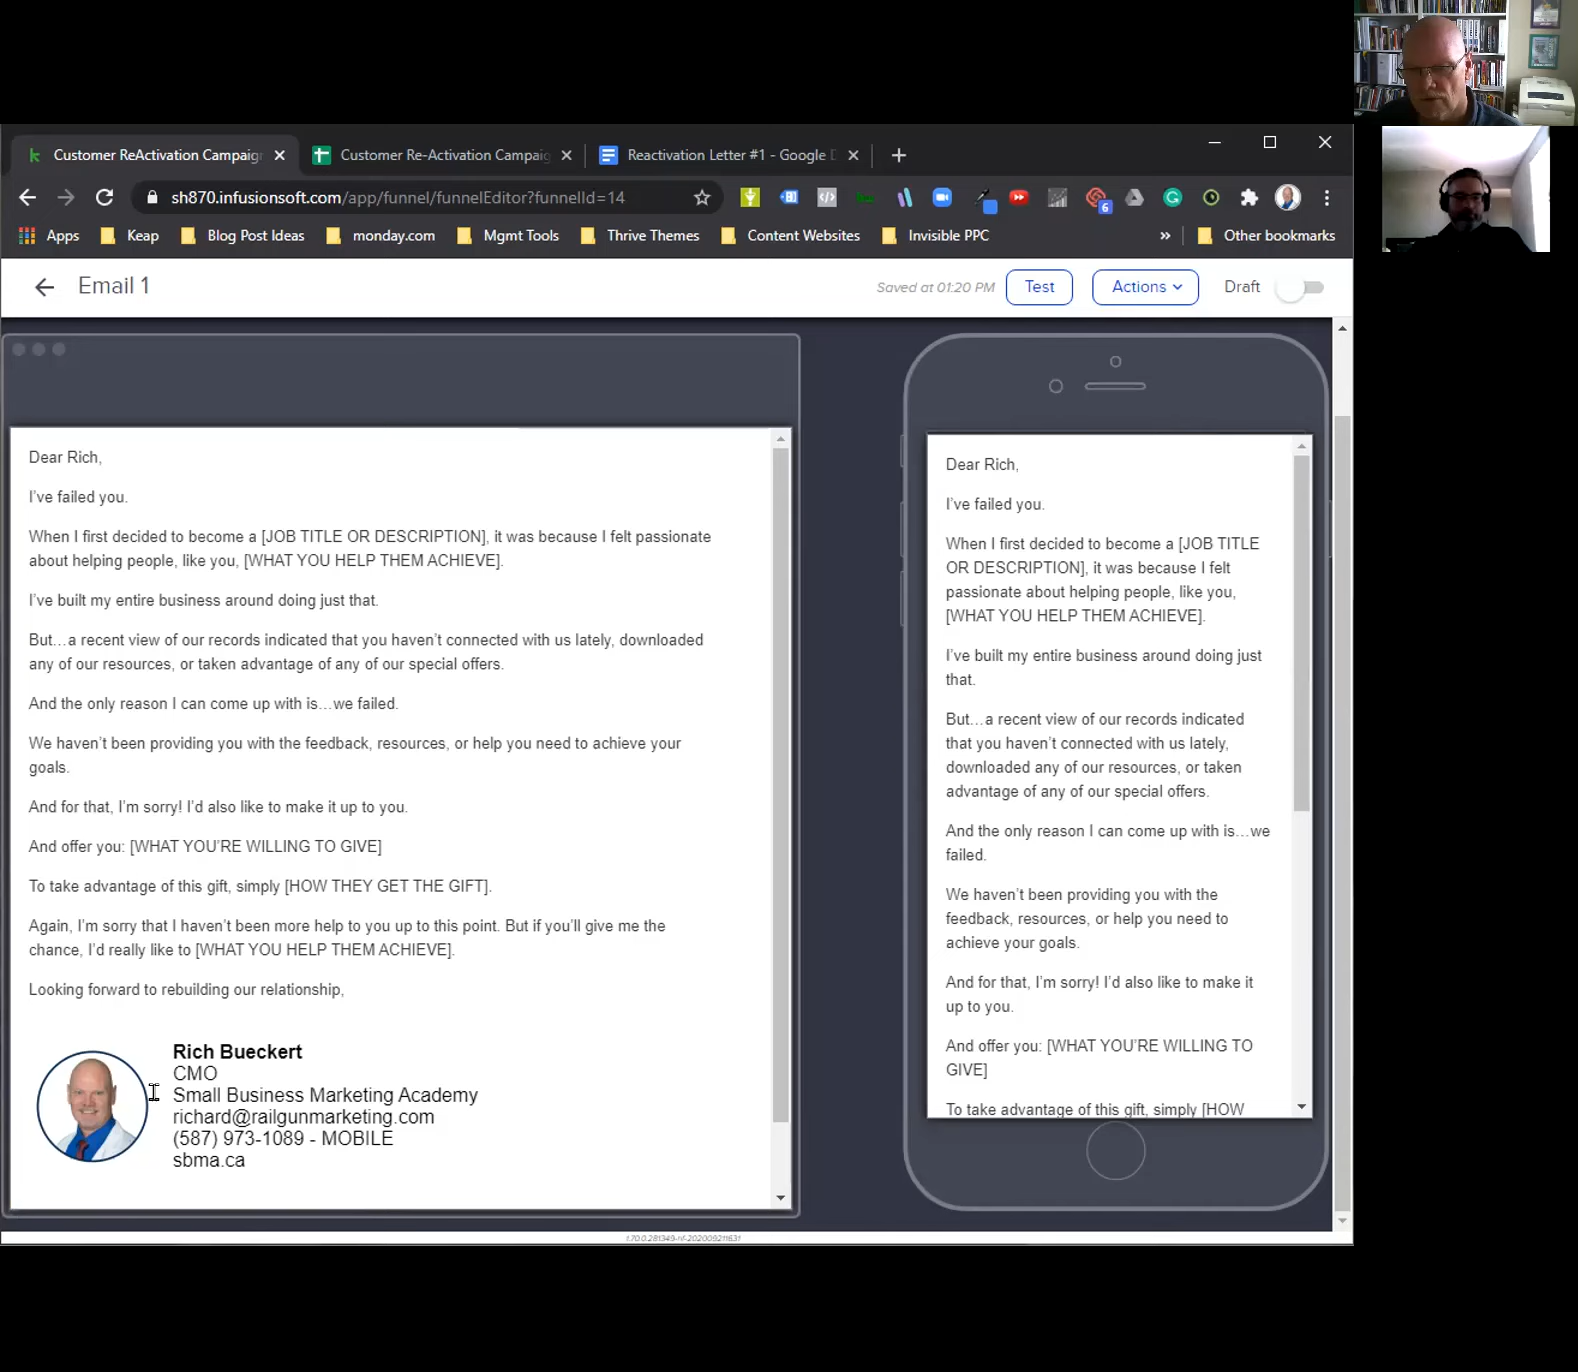 Customer ReActivation Campaig
Customer Re-Activation Campaig
Reactivation Letter #1 - Google D
sh870.infusionsoft.com/app/funnel/funnelEditor?funnelId=14
6
Apps
Keap
Blog Post Ideas
monday.com
Mgmt Tools
Thrive Themes
Content Websites
Invisible PPC
»
Other bookmarks
Email 1
Saved at 01:20 PM
Test
Actions
Draft
Dear Rich,
I've failed you.
When I first decided to become a [JOB TITLE OR DESCRIPTION], it was because I felt passionate
about helping people, like you, [WHAT YOU HELP THEM ACHIEVE].
I've built my entire business around doing just that.
But…a recent view of our records indicated that you haven't connected with us lately, downloaded
any of our resources, or taken advantage of any of our special offers.
And the only reason I can come up with is…we failed.
We haven't been providing you with the feedback, resources, or help you need to achieve your
goals.
And for that, I'm sorry! I'd also like to make it up to you.
And offer you: [WHAT YOU'RE WILLING TO GIVE]
To take advantage of this gift, simply [HOW THEY GET THE GIFT].
Again, I'm sorry that I haven't been more help to you up to this point. But if you'll give me the
chance, I'd really like to [WHAT YOU HELP THEM ACHIEVE].
Looking forward to rebuilding our relationship,
Rich Bueckert
CMO
Small Business Marketing Academy
richard@railgunmarketing.com
(587) 973-1089 - MOBILE
sbma.ca
Dear Rich,
I've failed you.
When I first decided to become a [JOB TITLE
OR DESCRIPTION], it was because I felt
passionate about helping people, like you,
[WHAT YOU HELP THEM ACHIEVE].
I've built my entire business around doing just
that.
But…a recent view of our records indicated
that you haven't connected with us lately,
downloaded any of our resources, or taken
advantage of any of our special offers.
And the only reason I can come up with is…we
failed.
We haven't been providing you with the
feedback, resources, or help you need to
achieve your goals.
And for that, I'm sorry! I'd also like to make it
up to you.
And offer you: [WHAT YOU'RE WILLING TO
GIVE]
To take advantage of this gift, simply [HOW